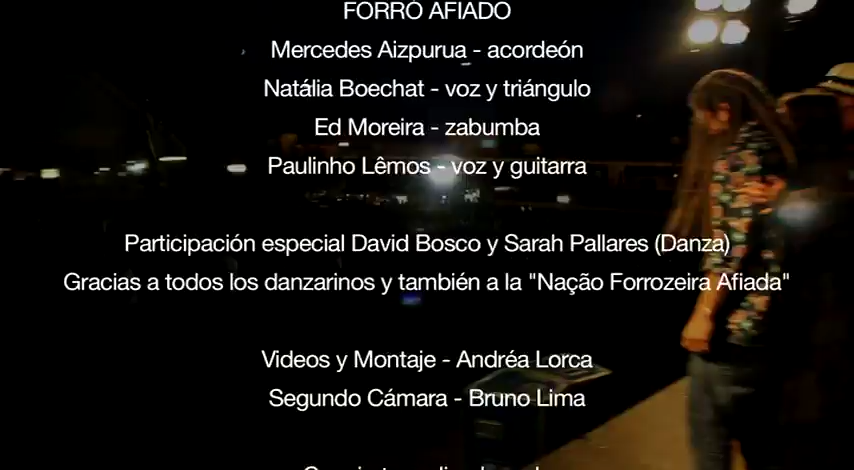 FORRÓ AFIADO
Mercedes Aizpurua - acordeón
Natália Boechat - voz y triángulo
Ed Moreira - zabumba
Paulinho Lêmos - voz y guitarra
Participación especial David Bosco y Sarah Pallares (Danza)
Gracias a todos los danzarinos y también a la "Nação Forrozeira Afiada"
Videos y Montaje - Andréa Lorca
Segundo Cámara - Bruno Lima